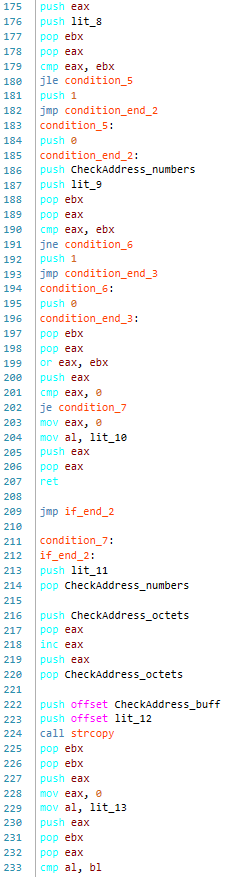 175 push eax
176 push lit_8
177 pop ebx
178 pop eax
179 cmp eax, ebx
180 jle condition_5
181 push 1
182 jmp condition_end_2
183 condition_5:
184 push 0
185 condition_end_2:
186 push CheckAddress_numbers
187 push lit_9
188 pop ebx
189 pop eax
190 cmp eax, ebx
191 jne condition_6
192 push 1
193 jmp condition_end_3
194 condition_6:
195 push 0
196 condition_end_3:
197 pop ebx
198 pop eax
199 or eax, ebx
200 push eax
201 cmp eax, 0
202 je condition_7
203 mov eax, 0
204 mov al, lit_10
205 push eax
206 pop eax
207 ret
208
209 jmp if_end_2
210
211 condition_7:
212 if_end_2:
213 push lit_11
214 pop CheckAddress_numbers
215
216 push CheckAddress_octets
217 pop eax
218 inc eax
219 push eax
220 pop CheckAddress_octets
221
222 push offset CheckAddress_buff
223 push offset lit_12
224 call strcopy
225 pop ebx
226 pop ebx
227 push eax
228 mov eax, 0
229 mov al, lit_13
230 push eax
231 pop ebx
232 pop eax
233 cmp al, bl